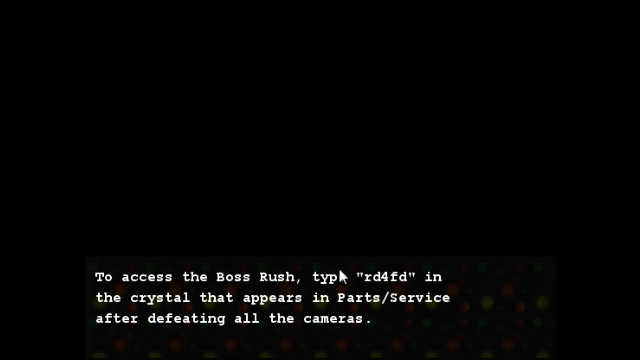 To access the Boss Rush, type "rd4fd" in
the crystal that appears in Parts/Service
after defeating all the cameras.